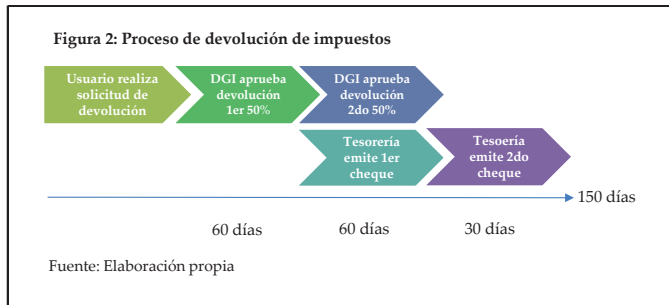 Figura 2: Proceso de devolución de impuestos
Usuario realiza
solicitud de
devolución
DGI aprueba
devolución
1er 50%
DGI aprueba
devolución
2do 50%
Tesorería
emite 1er
cheque
Tesoería
emite 2do
cheque
150 días
60 días
60 días
30 días
Fuente: Elaboración propia